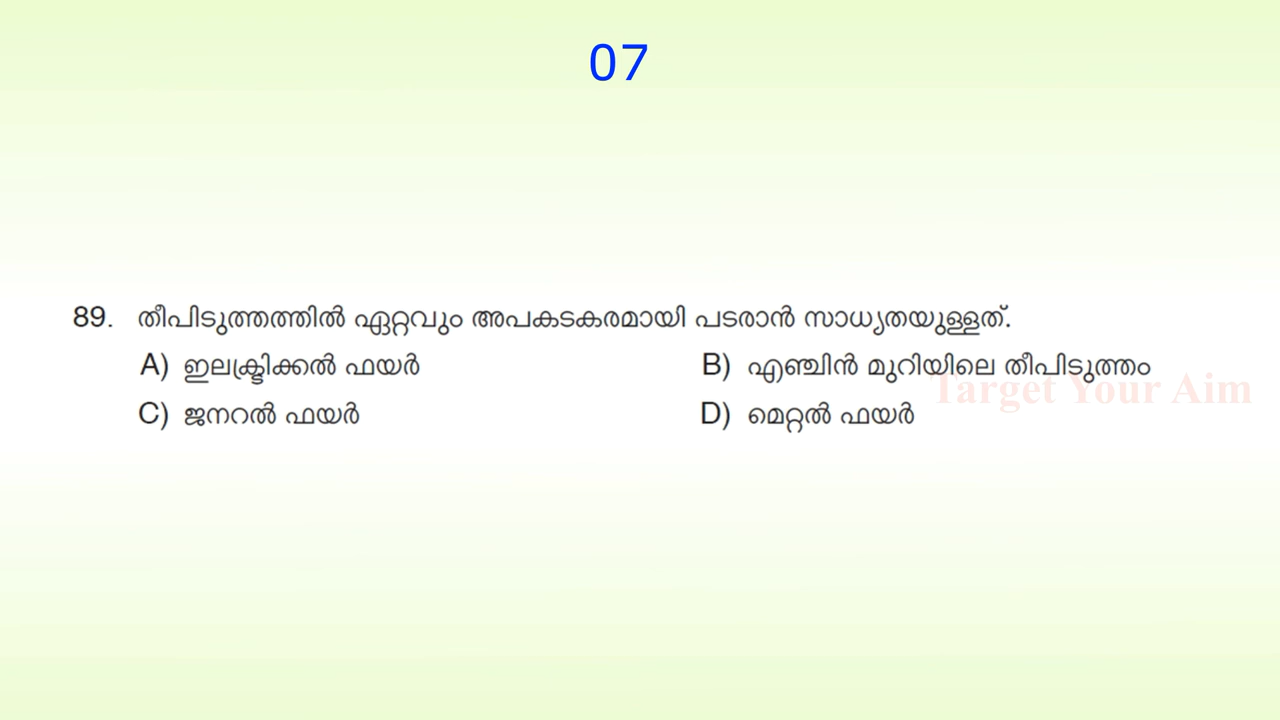 07
89. തീപിടുത്തത്തിൽ ഏറ്റവും അപകടകരമായി പടരാൻ സാധ്യതയുള്ളത്.
A) ഇലക്ട്രിക്കൽ ഫയർ B) എഞ്ചിൻ മുറിയിലെ തീപിടുത്തം
Target Your Aim
C) ജനറൽ ഫയർ D) മെറ്റൽ ഫയർ